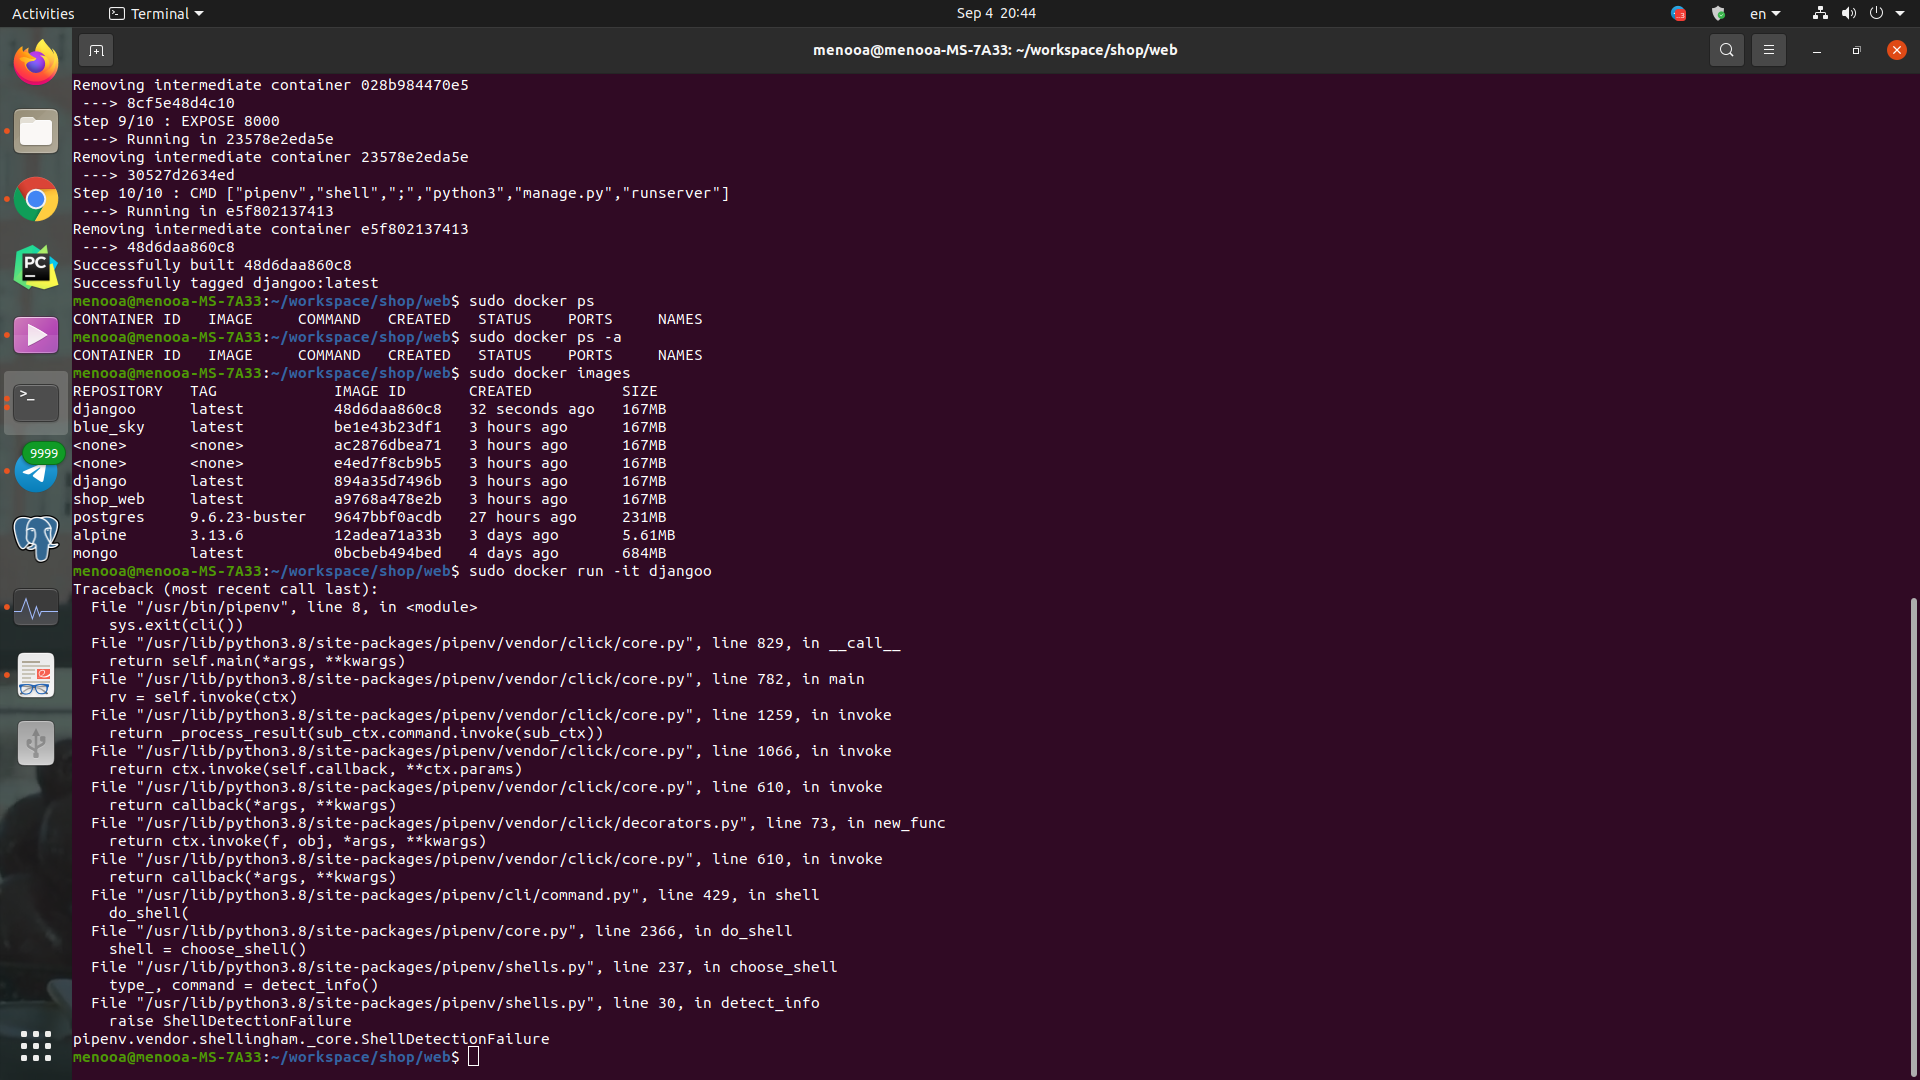 Activities
Terminal
Sep 4 20:44
en
menooa@menooa-MS-7A33: ~/workspace/shop/web
Removing intermediate container 028b984470e5
 ---> 8cf5e48d4c10
Step 9/10 : EXPOSE 8000
 ---> Running in 23578e2eda5e
Removing intermediate container 23578e2eda5e
 ---> 30527d2634ed
Step 10/10 : CMD ["pipenv","shell",";","python3","manage.py","runserver"]
 ---> Running in e5f802137413
Removing intermediate container e5f802137413
 ---> 48d6daa860c8
Successfully built 48d6daa860c8
Successfully tagged djangoo:latest
menooa@menooa-MS-7A33:~/workspace/shop/web$ sudo docker ps
CONTAINER ID   IMAGE     COMMAND   CREATED   STATUS    PORTS     NAMES
menooa@menooa-MS-7A33:~/workspace/shop/web$ sudo docker ps -a
CONTAINER ID   IMAGE     COMMAND   CREATED   STATUS    PORTS     NAMES
menooa@menooa-MS-7A33:~/workspace/shop/web$ sudo docker images
REPOSITORY   TAG             IMAGE ID       CREATED          SIZE
djangoo      latest          48d6daa860c8   32 seconds ago   167MB
blue_sky     latest          be1e43b23df1   3 hours ago      167MB
<none>       <none>          ac2876dbea71   3 hours ago      167MB
<none>       <none>          e4ed7f8cb9b5   3 hours ago      167MB
django       latest          894a35d7496b   3 hours ago      167MB
shop_web     latest          a9768a478e2b   3 hours ago      167MB
postgres     9.6.23-buster   9647bbf0acdb   27 hours ago     231MB
alpine       3.13.6          12adea71a33b   3 days ago       5.61MB
mongo        latest          0bcbeb494bed   4 days ago       684MB
menooa@menooa-MS-7A33:~/workspace/shop/web$ sudo docker run -it djangoo
Traceback (most recent call last):
  File "/usr/bin/pipenv", line 8, in <module>
    sys.exit(cli())
  File "/usr/lib/python3.8/site-packages/pipenv/vendor/click/core.py", line 829, in __call__
    return self.main(*args, **kwargs)
  File "/usr/lib/python3.8/site-packages/pipenv/vendor/click/core.py", line 782, in main
    rv = self.invoke(ctx)
  File "/usr/lib/python3.8/site-packages/pipenv/vendor/click/core.py", line 1259, in invoke
    return _process_result(sub_ctx.command.invoke(sub_ctx))
  File "/usr/lib/python3.8/site-packages/pipenv/vendor/click/core.py", line 1066, in invoke
    return ctx.invoke(self.callback, **ctx.params)
  File "/usr/lib/python3.8/site-packages/pipenv/vendor/click/core.py", line 610, in invoke
    return callback(*args, **kwargs)
  File "/usr/lib/python3.8/site-packages/pipenv/vendor/click/decorators.py", line 73, in new_func
    return ctx.invoke(f, obj, *args, **kwargs)
  File "/usr/lib/python3.8/site-packages/pipenv/vendor/click/core.py", line 610, in invoke
    return callback(*args, **kwargs)
  File "/usr/lib/python3.8/site-packages/pipenv/cli/command.py", line 429, in shell
    do_shell(
  File "/usr/lib/python3.8/site-packages/pipenv/core.py", line 2366, in do_shell
    shell = choose_shell()
  File "/usr/lib/python3.8/site-packages/pipenv/shells.py", line 237, in choose_shell
    type_, command = detect_info()
  File "/usr/lib/python3.8/site-packages/pipenv/shells.py", line 30, in detect_info
    raise ShellDetectionFailure
pipenv.vendor.shellingham._core.ShellDetectionFailure
menooa@menooa-MS-7A33:~/workspace/shop/web$
PC
>_
9999